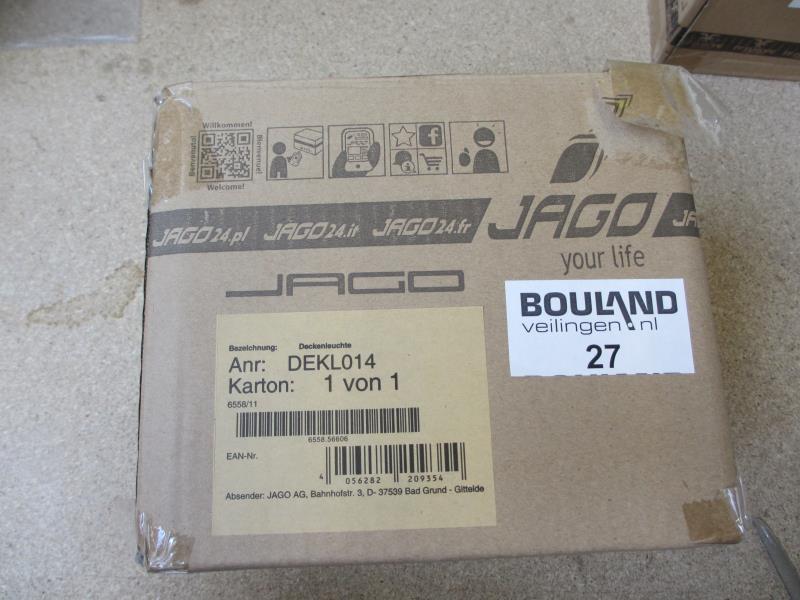 Willkommen!
Benvenuta!
Bienvenue!
Welcome!
JAGO24.pl JAGO24.it JAGO24.fr JAGO
your life
JAGO
BOULAND
veilingen.nl
27
Bezeichnung: Deckenleuchte
Anr: DEKL014
Karton: 1 von 1
6558/11
6558.56606
EAN-Nr.
4 056282 209354
Absender: JAGO AG, Bahnhofstr. 3, D- 37539 Bad Grund - Gittelde